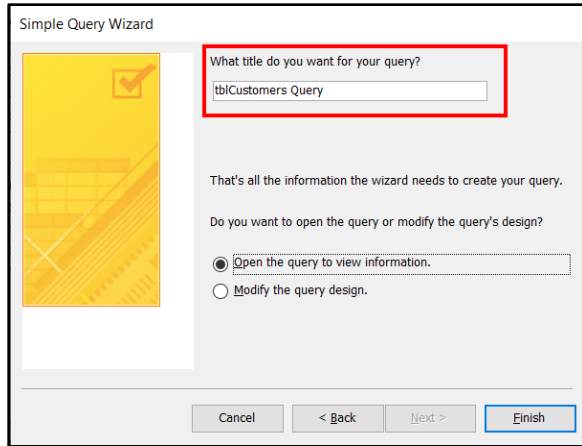 Simple Query Wizard
What title do you want for your query?
tblCustomers Query
That's all the information the wizard needs to create your query.
Do you want to open the query or modify the query's design?
Open the query to view information.
Modify the query design.
Cancel
< Back
Next >
Finish